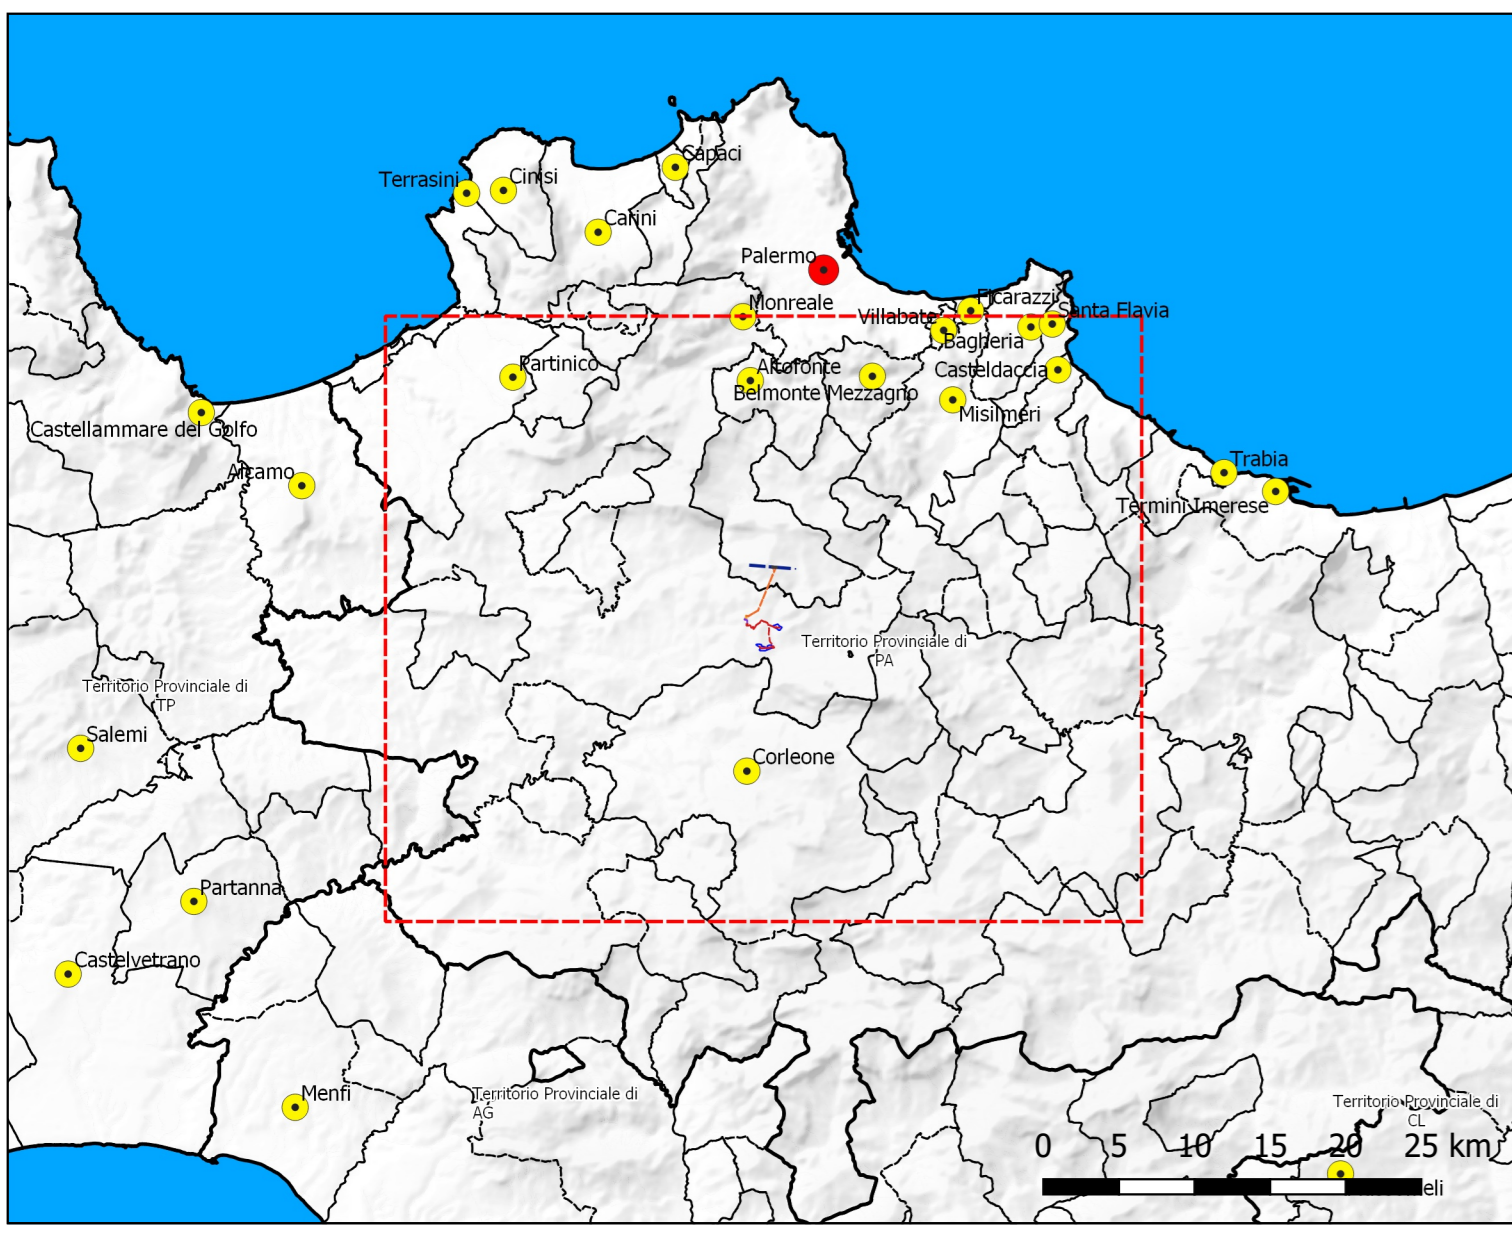 Capaci
Terrasini
Cinisi
Carini
Palermo
Monreale
Ficarazzi
Santa Flavia
Villabate
Bagheria
Partinico
Altofonte
Casteldaccia
Belmonte Mezzagno
Misilmeri
Castellammare del Golfo
Alcamo
Trabia
Termini Imerese
Territorio Provinciale di
PA
Territorio Provinciale di
TP
Salemi
Corleone
Partanna
Castelvetrano
Menfi
Territorio Provinciale di
AG
Territorio Provinciale di
CL
0 5 10 15 20 25 km